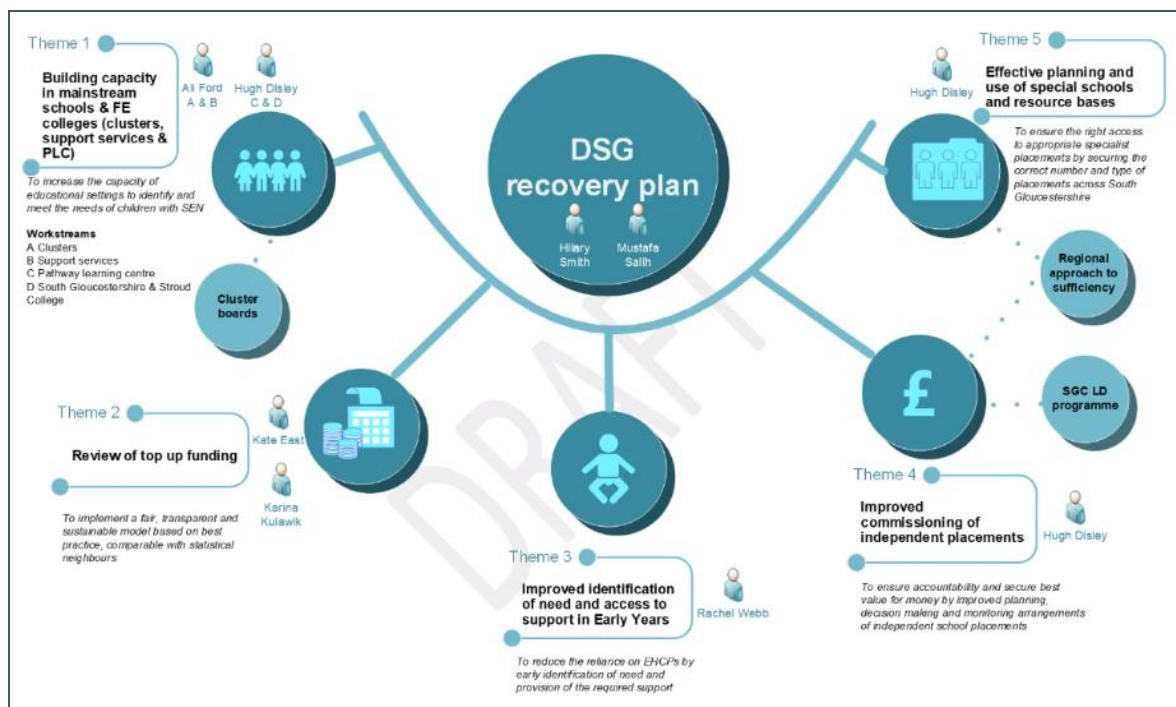 Theme 1
Building capacity
in mainstream
schools & FE
colleges (clusters,
support services &
PLC)
To increase the capacity of
educational settings to identify and
meet the needs of children with SEN
Workstreams
A Clusters
B Support services
C Pathway learning centre
D South Gloucestershire & Stroud
College
Ali Ford
A & B
Hugh Disley
C & D
Cluster
boards
DSG
recovery plan
Hilary
Smith
Mustafa
Salih
Theme 5
Hugh Disley
Effective planning and
use of special schools
and resource bases
To ensure the right access
to appropriate specialist
placements by securing the
correct number and type of
placements across South
Gloucestershire
Regional
approach to
sufficiency
£
SGC LD
programme
Theme 2
Review of top up funding
Kate East
Karina
Kulawik
To implement a fair, transparent and
sustainable model based on best
practice, comparable with statistical
neighbours
Theme 3
Improved identification
of need and access to
support in Early Years
Rachel Webb
To reduce the reliance on EHCPs by
early identification of need and
provision of the required support
Theme 4
Improved
commissioning of
independent placements
Hugh Disley
To ensure accountability and secure best
value for money by improved planning,
decision making and monitoring arrangements
of independent school placements
DRAFT